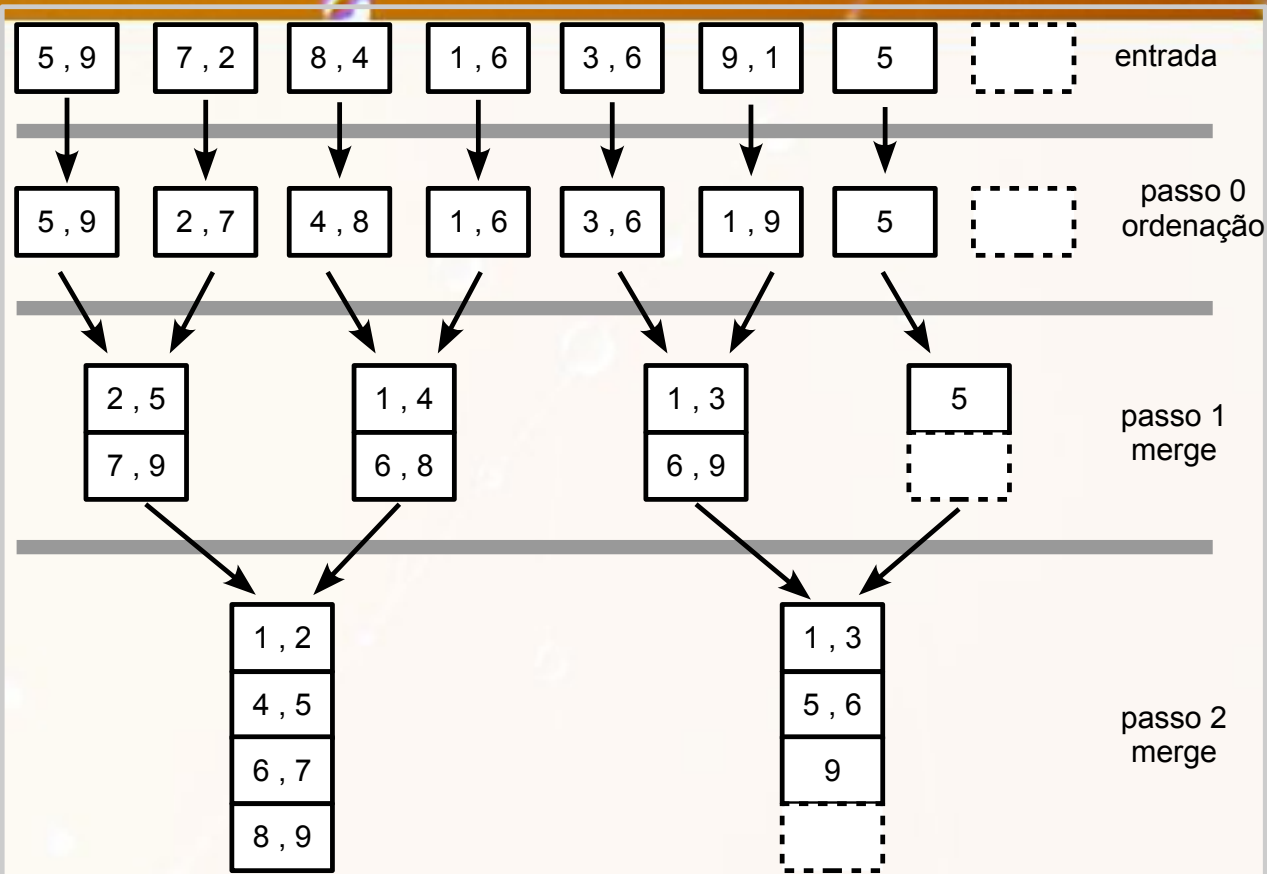 5 , 9 7 , 2 8 , 4 1 , 6 3 , 6 9 , 1 5 entrada
5 , 9 2 , 7 4 , 8 1 , 6 3 , 6 1 , 9 5 passo 0
ordenação
2 , 5 1 , 4 1 , 3 5 passo 1
7 , 9 6 , 8 6 , 9 merge
1 , 2 1 , 3
4 , 5 5 , 6 passo 2
6 , 7 9 merge
8 , 9